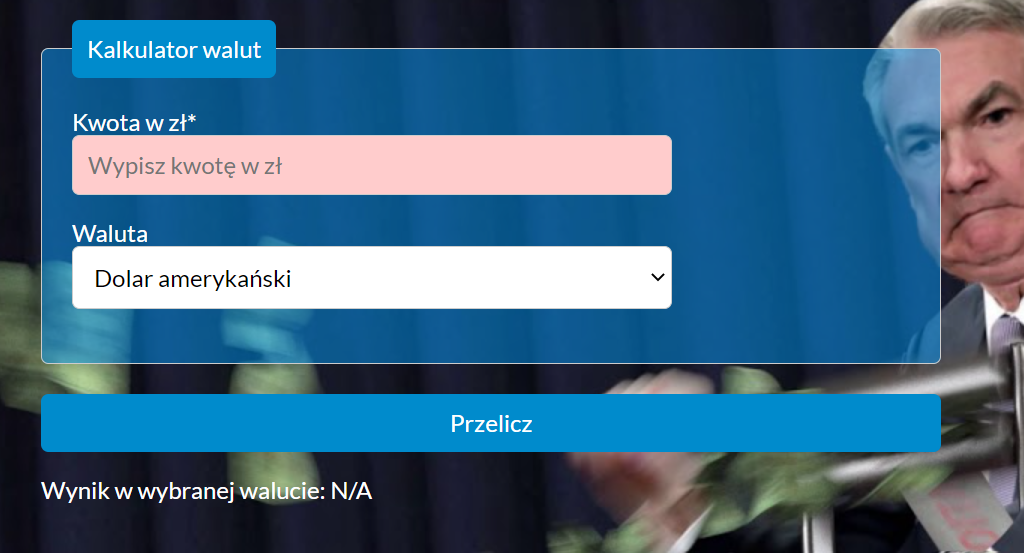 Kalkulator walut
Kwota w zł*
Wypisz kwotę w zł
Waluta
Dolar amerykański
Przelicz
Wynik w wybranej walucie: N/A